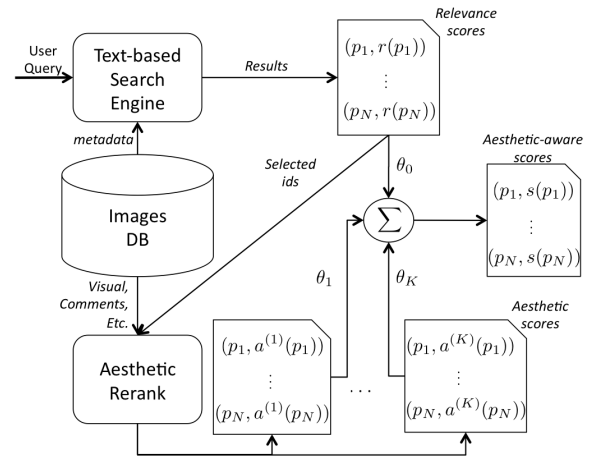 User
Query
Text-based
Search
Engine
Results
Relevance
scores
(p_1, r(p_1))
⋮
(p_N, r(p_N))
metadata
Images
DB
Selected
ids
θ_0
Σ
Aesthetic-aware
scores
(p_1, s(p_1))
⋮
(p_N, s(p_N))
θ_1
θ_K
Visual,
Comments,
Etc.
Aesthetic
Rerank
(p_1, a^{(1)}(p_1))
⋮
(p_N, a^{(1)}(p_N))
. . .
Aesthetic
scores
(p_1, a^{(K)}(p_1))
⋮
(p_N, a^{(K)}(p_N))